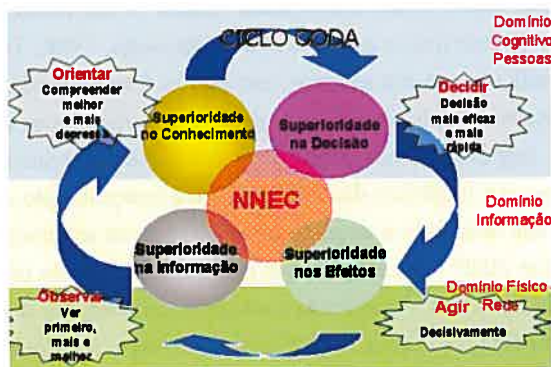 CICLO OODA
Domínio
Cognitivo
Pessoas
Orientar
Compreender
melhor
e mais
depressa
Superioridade
no Conhecimento
Superioridade
na Decisão
Decidir
Decisão
mais eficaz
e mais
rápida
NNEC
Domínio
Informação
Superioridade
na Informação
Superioridade
nos Efeitos
Observar
Ver
primeiro,
mais e
melhor
Domínio Físico
Rede
Agir
Decisivamente